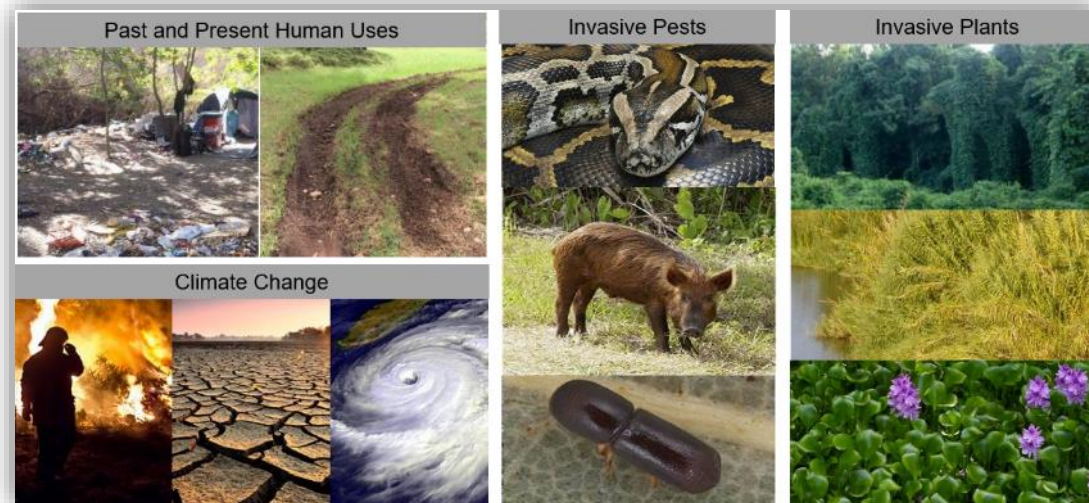 Past and Present Human Uses
Climate Change
Invasive Pests
Invasive Plants